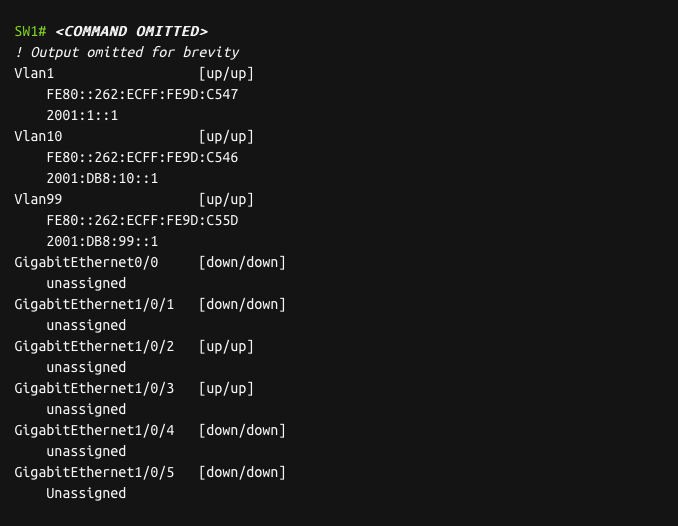 SW1# <COMMAND OMITTED>
! Output omitted for brevity
Vlan1                  [up/up]
    FE80::262:ECFF:FE9D:C547
    2001:1::1
Vlan10                 [up/up]
    FE80::262:ECFF:FE9D:C546
    2001:DB8:10::1
Vlan99                 [up/up]
    FE80::262:ECFF:FE9D:C55D
    2001:DB8:99::1
GigabitEthernet0/0     [down/down]
    unassigned
GigabitEthernet1/0/1   [down/down]
    unassigned
GigabitEthernet1/0/2   [up/up]
    unassigned
GigabitEthernet1/0/3   [up/up]
    unassigned
GigabitEthernet1/0/4   [down/down]
    unassigned
GigabitEthernet1/0/5   [down/down]
    Unassigned